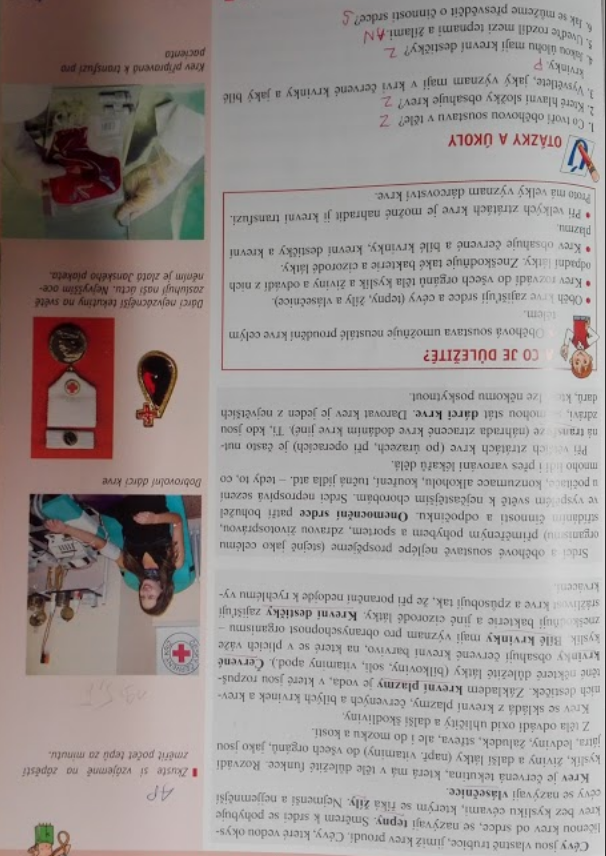 Cévy jsou vlastně trubice, jimiž krev proudí. Cévy, které vedou okys-
ličenou krev od srdce, se nazývají tepny. Směrem k srdci se pohybuje
krev bez kyslíku cévami, kterým se říká žíly. Nejmenší a nejjemnější
cévy se nazývají vlásečnice.
Krev je červená tekutina, která má v těle důležité funkce. Rozvádí
kyslík, živiny a další látky (např. vitaminy) do všech orgánů, jako jsou
játra, ledviny, žaludek, střeva, ale i do mozku a kostí.
Z těla odvádí oxid uhličitý a další škodliviny.
Krev se skládá z krevní plazmy, červených a bílých krvinek a krev-
ních destiček. Základem krevní plazmy je voda, v které jsou rozpuš-
těné některé důležité látky (bílkoviny, soli, vitaminy apod.). Červené
krvinky obsahují červené krevní barvivo, na které se v plicích váže
kyslík. Bílé krvinky mají význam pro obranyschopnost organismu –
zneškodňují bakterie a jiné cizorodé látky. Krevní destičky zajišťují
srážlivost krve a způsobují tak, že při poranění nedojde k rychlému vy-
krvácení.
Srdci a oběhové soustavě nejlépe prospějeme (stejně jako celému
organismu) přiměřeným pohybem a sportem, zdravou životosprávou,
střídáním činnosti a odpočinku. Onemocnění srdce patří bohužel
ve vyspělém světě k nejčastějším chorobám. Srdci neprospívá sezení
u počítače, konzumace alkoholu, kouření, tučná jídla atd. – tedy to, co
mnoho lidí i přes varování lékařů dělá.
Při větších ztrátách krve (po úrazech, při operacích) je často nut-
ná transfuze (náhrada ztracené krve dodáním krve jiné). Ti, kdo jsou
zdrávi, se mohou stát dárci krve. Darovat krev je jeden z největších
darů, které lze někomu poskytnout.
A CO JE DŮLEŽITÉ?
• Oběhová soustava umožňuje neustálé proudění krve celým
tělem.
• Oběh krve zajišťují srdce a cévy (tepny, žíly a vlásečnice).
• Krev rozvádí do všech orgánů těla kyslík a živiny a odvádí z nich
odpadní látky. Zneškodňuje také bakterie a cizorodé látky.
• Krev obsahuje červené a bílé krvinky, krevní destičky a krevní
plazmu.
• Při velkých ztrátách krve je možné nahradit ji krevní transfuzí.
Proto má velký význam dárcovství krve.
OTÁZKY A ÚKOLY
1. Co tvoří oběhovou soustavu v těle? Z
2. Které hlavní složky obsahuje krev? Z
3. Vysvětlete, jaký význam mají v krvi červené krvinky a jaký bílé
krvinky. P
4. Jakou úlohu mají krevní destičky? Z
5. Uveďte rozdíl mezi tepnami a žílami. AN
6. Jak se můžeme přesvědčit o činnosti srdce? S
AP
Zkuste si vzájemně na zápěstí
změřit počet tepů za minutu.
Dobrovolní dárci krve
Dárci nejvzácnější tekutiny na světě
zasluhují naši úctu. Nejvyšším oce-
něním je zlatá Janského plaketa.
Krev připravená k transfuzi pro
pacienta